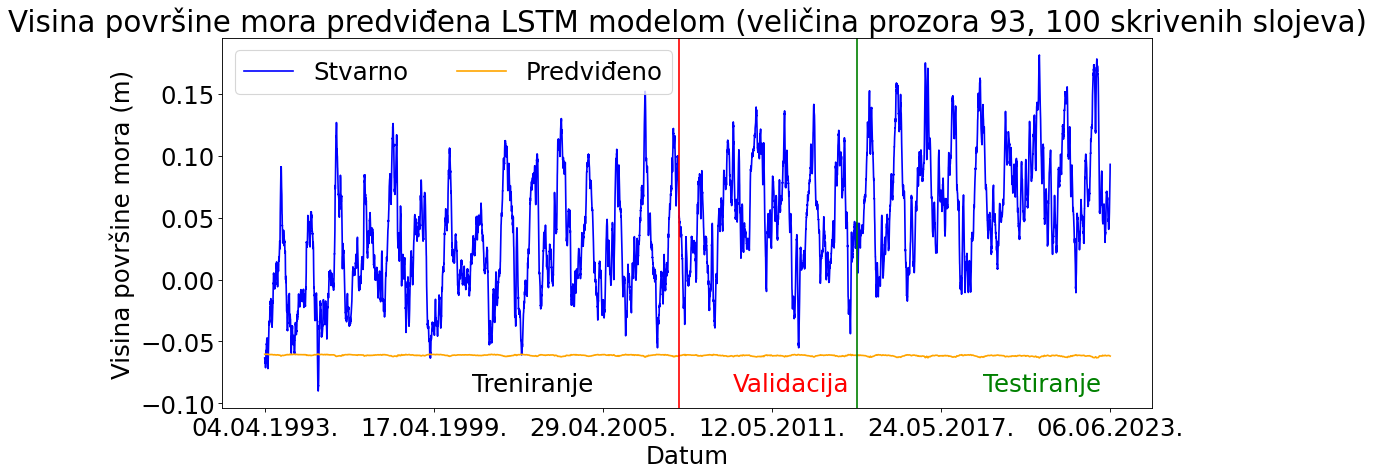 Visina površine mora predviđena LSTM modelom (veličina prozora 93, 100 skrivenih slojeva)
Stvarno
Predviđeno
Visina površine mora (m)
0.15
0.10
0.05
0.00
−0.05
−0.10
Treniranje
Validacija
Testiranje
04.04.1993.
17.04.1999.
29.04.2005.
12.05.2011.
24.05.2017.
06.06.2023.
Datum